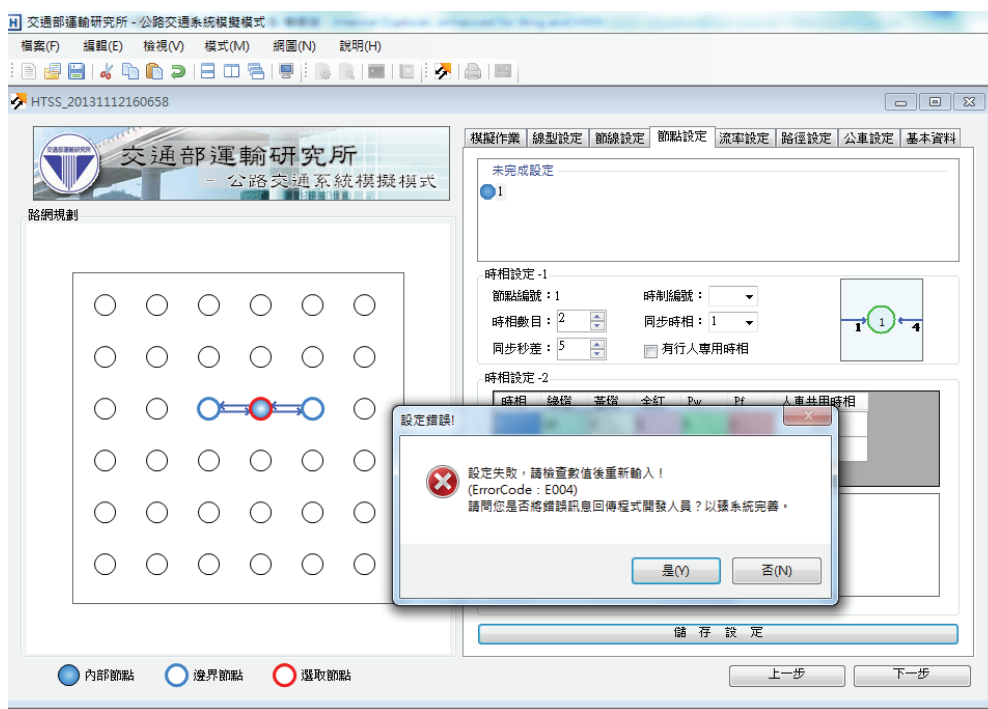 交通部運輸研究所 - 公路交通系統模擬模式
檔案(F) 編輯(E) 檢視(V) 模式(M) 網圖(N) 說明(H)
HTSS_20131112160658
交通部運輸研究所
- 公路交通系統模擬模式
路網規劃
模擬作業 線型設定 節線設定 節點設定 流率設定 路徑設定 公車設定 基本資料
未完成設定
1
時相設定 -1
節點編號：1 時制編號：
時相數目：2 同步時相：1
同步秒差：5 有行人專用時相
1 1 4
時相設定 -2
時相 綠燈 黃燈 全紅 Pw Pf 人車共用時相
設定錯誤!
設定失敗，請檢查數值後重新輸入！
(ErrorCode：E004)
請問您是否將錯誤訊息回傳程式開發人員？以臻系統完善。
是(Y) 否(N)
儲 存 設 定
內部節點 邊界節點 選取節點
上一步 下一步